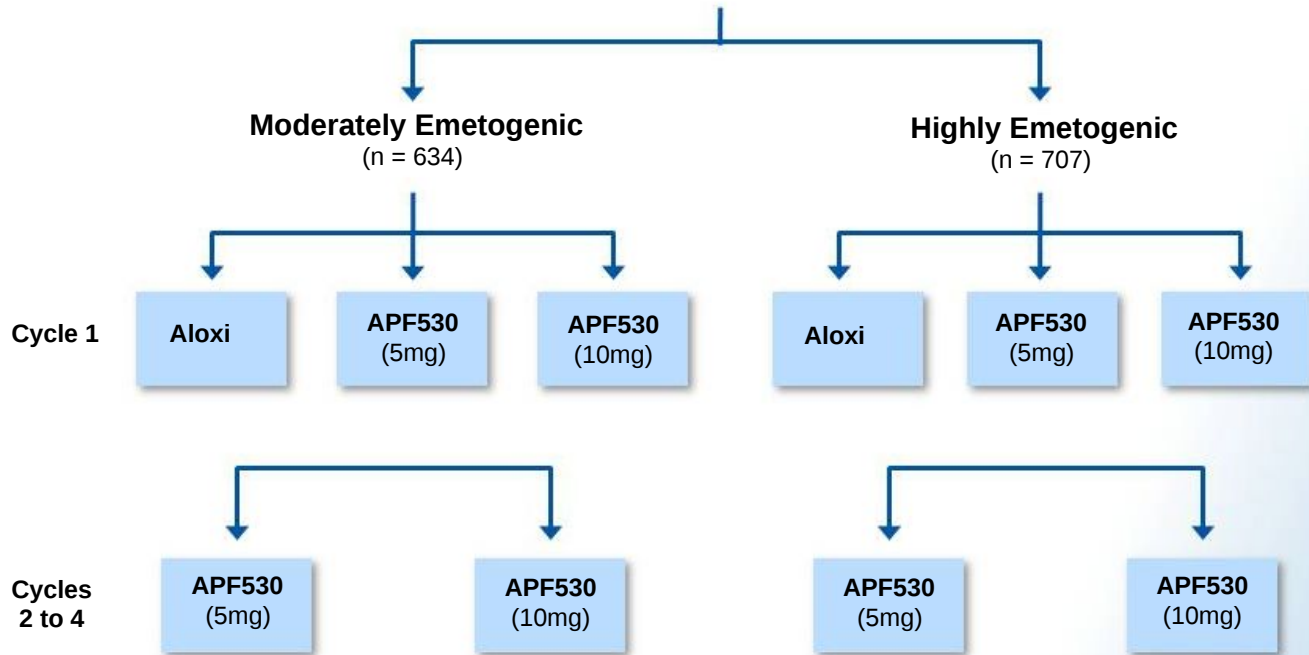 Moderately Emetogenic
(n = 634)
Highly Emetogenic
(n = 707)
Cycle 1
Aloxi
APF530
(5mg)
APF530
(10mg)
Aloxi
APF530
(5mg)
APF530
(10mg)
Cycles
2 to 4
APF530
(5mg)
APF530
(10mg)
APF530
(5mg)
APF530
(10mg)